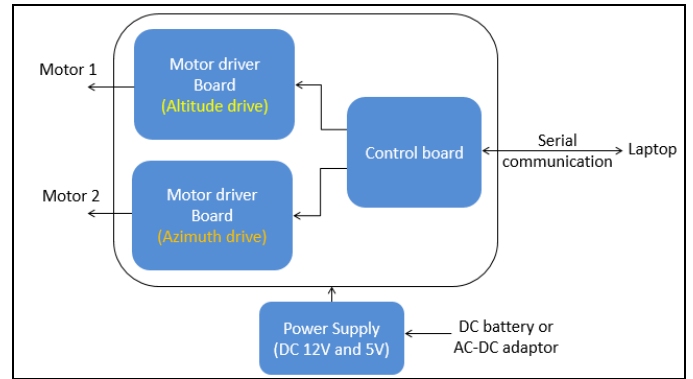 Motor 1
Motor driver
Board
(Altitude drive)
Control board
Serial
communication
Laptop
Motor 2
Motor driver
Board
(Azimuth drive)
Power Supply
(DC 12V and 5V)
DC battery or
AC-DC adaptor